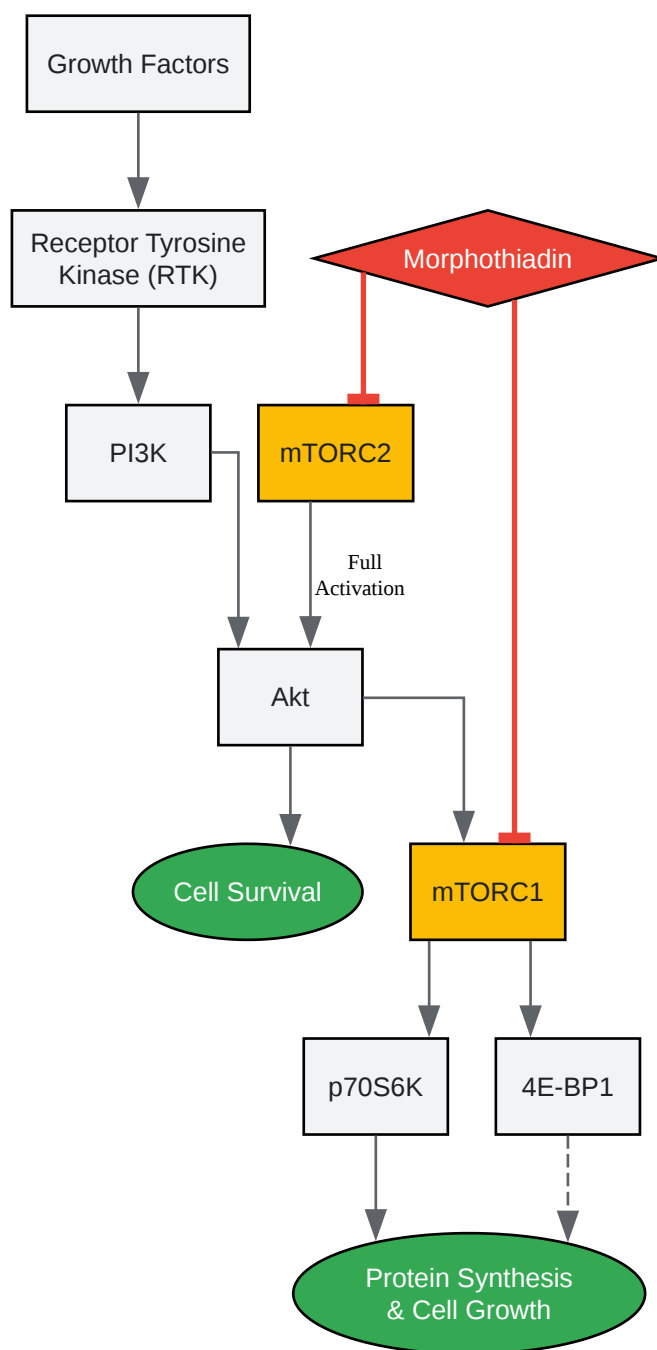 Growth Factors
Receptor Tyrosine
Kinase (RTK)
Morphothiadin
PI3K
mTORC2
Full
Activation
Akt
Cell Survival
mTORC1
p70S6K
4E-BP1
Protein Synthesis
& Cell Growth